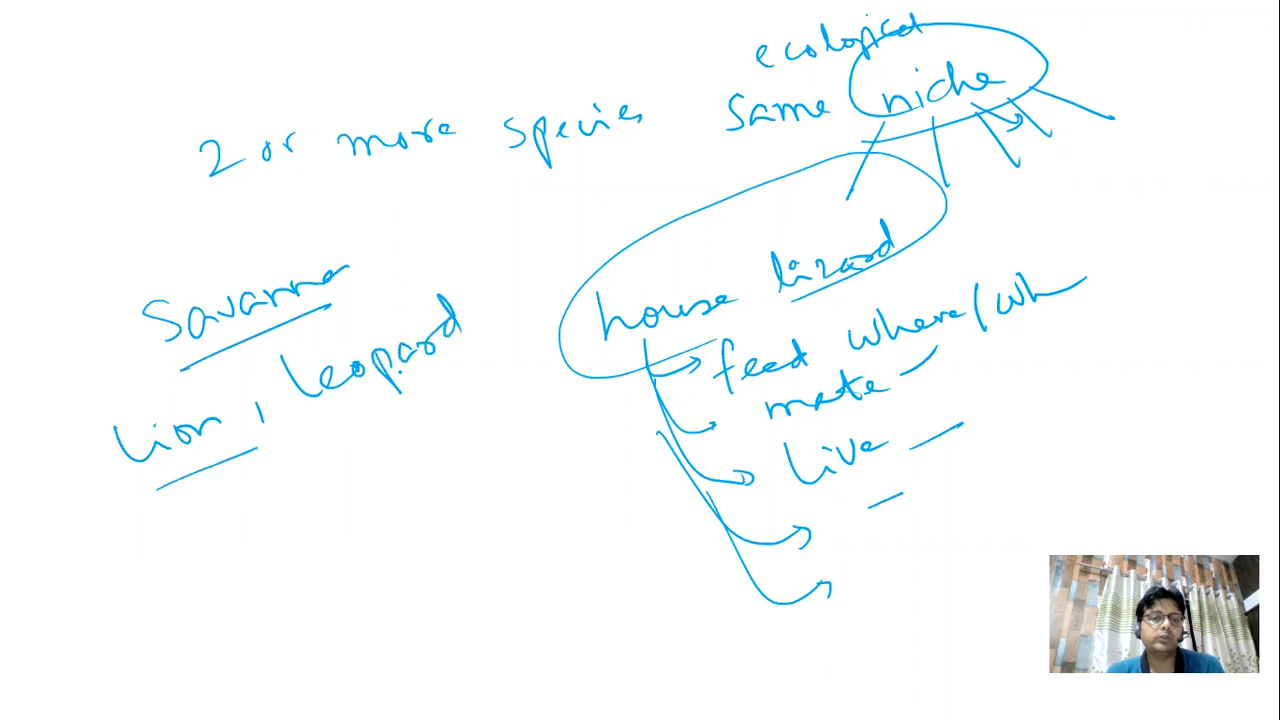 ecological
2 or more species same niche
Savanna
Lion, Leopard
house lizard
feed where/wh
mate
Live